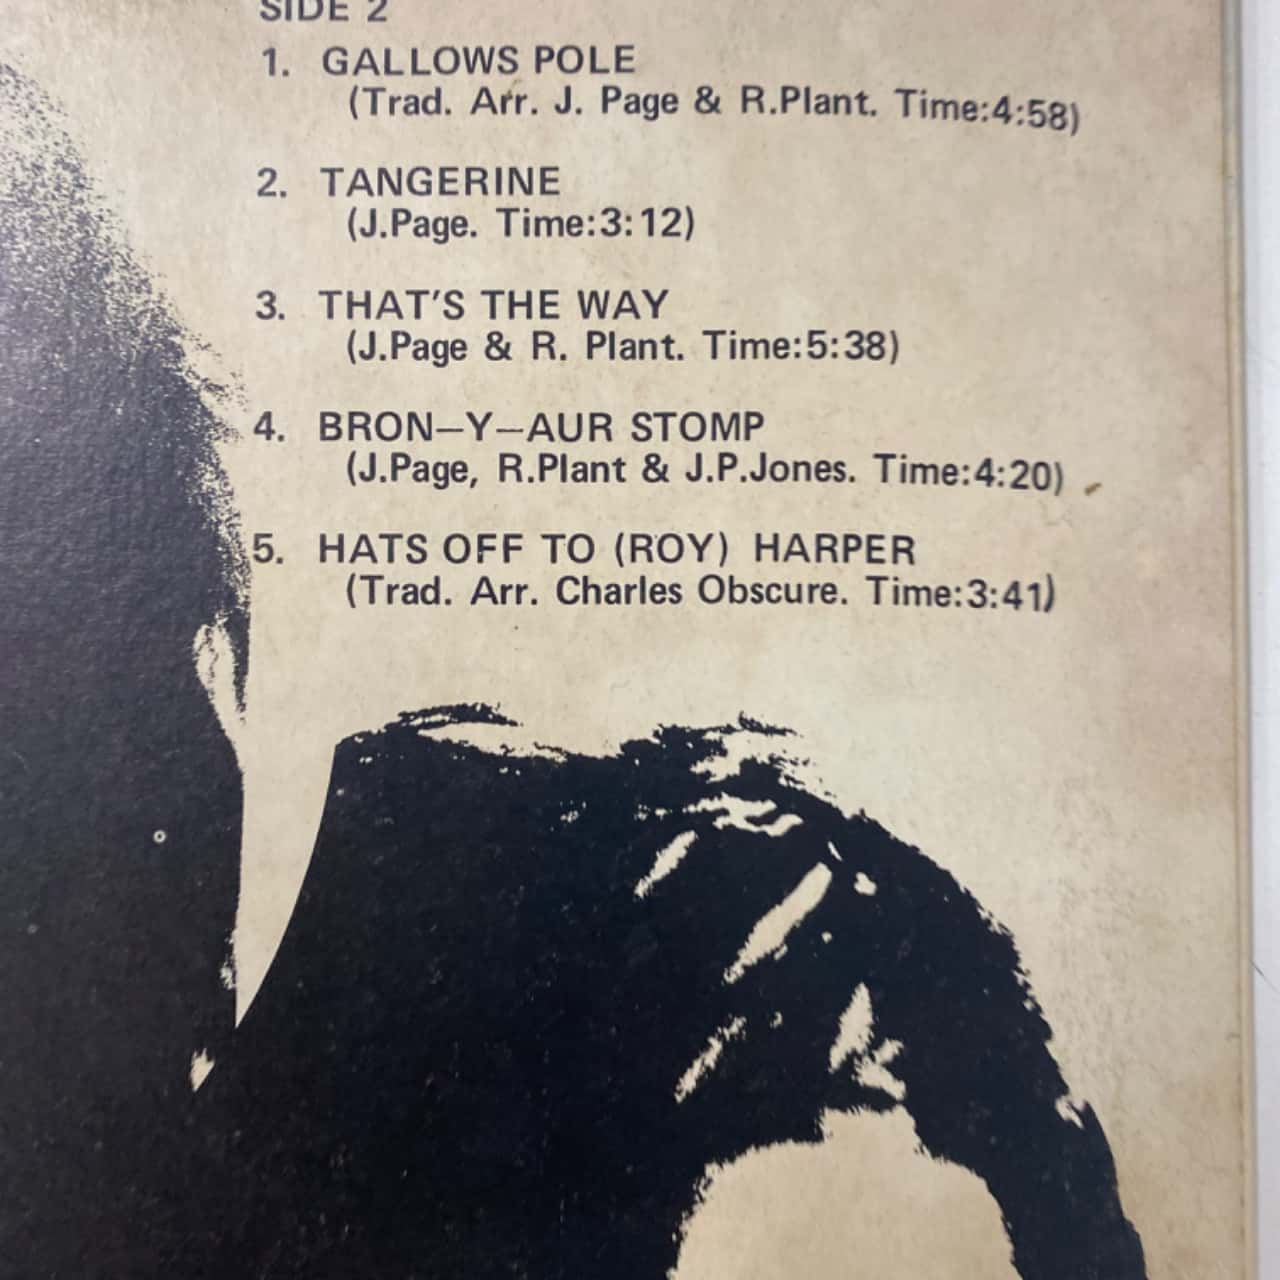 SIDE 2
1. GALLOWS POLE
(Trad. Arr. J. Page & R.Plant. Time:4:58)
2. TANGERINE
(J.Page. Time:3:12)
3. THAT'S THE WAY
(J.Page & R. Plant. Time:5:38)
4. BRON–Y–AUR STOMP
(J.Page, R.Plant & J.P.Jones. Time:4:20)
5. HATS OFF TO (ROY) HARPER
(Trad. Arr. Charles Obscure. Time:3:41)